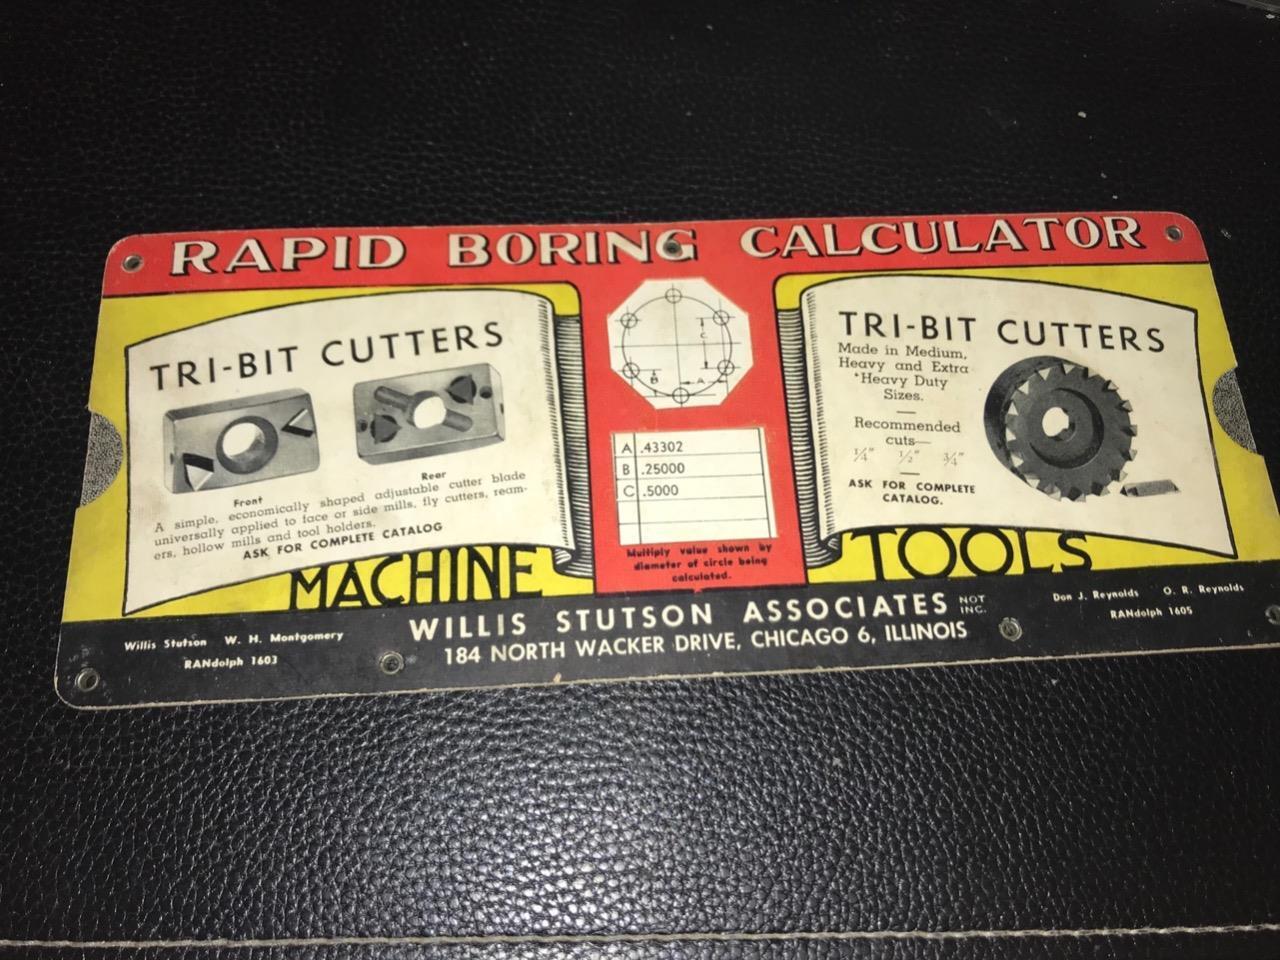 RAPID BORING CALCULATOR
TRI-BIT CUTTERS
Front
Rear
A simple, economically shaped adjustable cutter blade
universally applied to face or side mills, fly cutters, ream-
ers, hollow mills and tool holders.
ASK FOR COMPLETE CATALOG
C
B
A
A .43302
B .25000
C .5000
Multiply value shown by
diameter of circle being
calculated.
TRI-BIT CUTTERS
Made in Medium,
Heavy and Extra
Heavy Duty
Sizes.
Recommended
cuts—
1/4" 1/2" 3/4"
ASK FOR COMPLETE
CATALOG.
MACHINE TOOLS
Willis Stutson W. H. Montgomery
RANdolph 1603
WILLIS STUTSON ASSOCIATES NOT INC.
184 NORTH WACKER DRIVE, CHICAGO 6, ILLINOIS
Don J. Reynolds O. R. Reynolds
RANdolph 1605